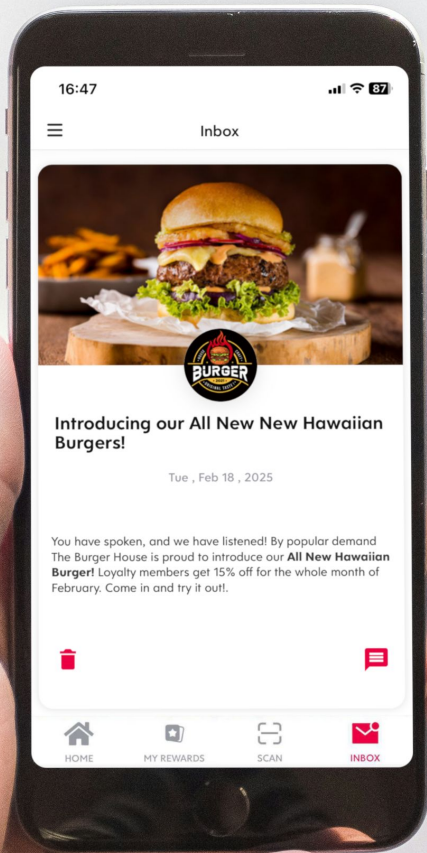 16:47
87
Inbox
BURGER
ORIGINAL TASTE
Introducing our All New New Hawaiian
Burgers!
Tue , Feb 18 , 2025
You have spoken, and we have listened! By popular demand
The Burger House is proud to introduce our All New Hawaiian
Burger! Loyalty members get 15% off for the whole month of
February. Come in and try it out!.
HOME
MY REWARDS
SCAN
INBOX